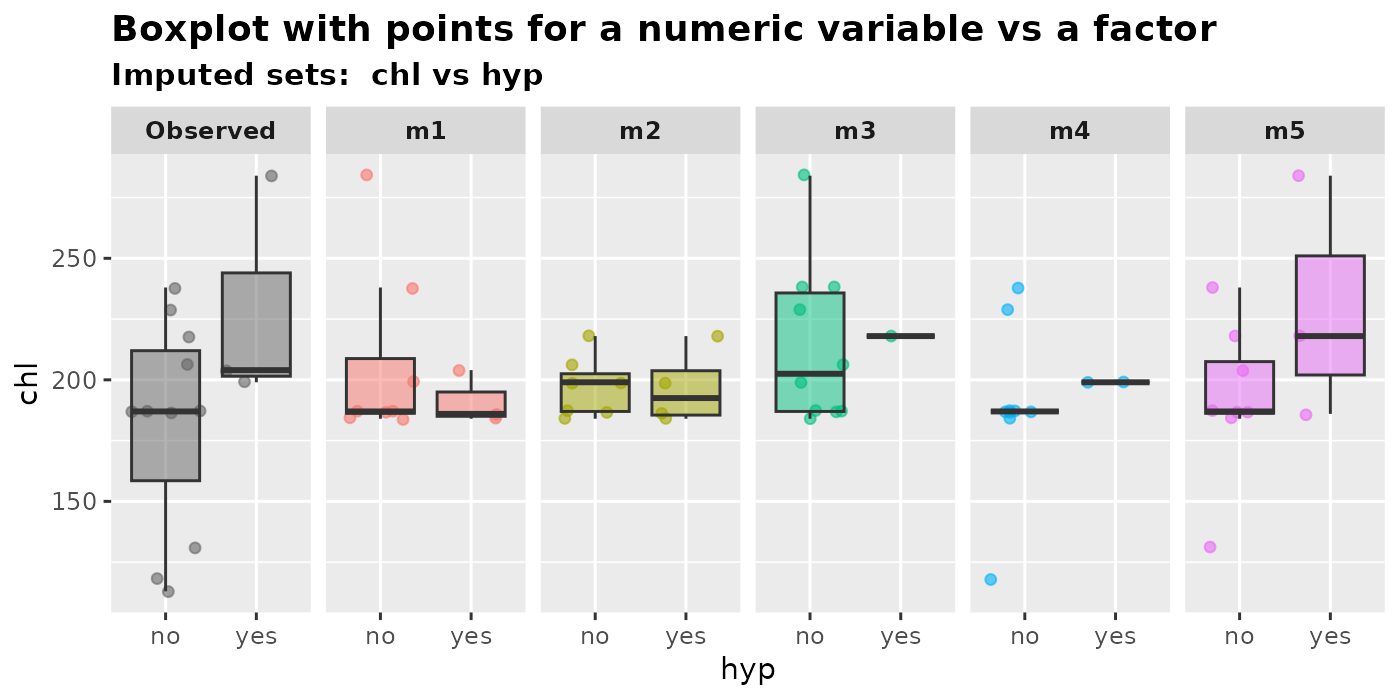 Boxplot with points for a numeric variable vs a factor
Imputed sets:  chl vs hyp
Observed m1 m2 m3 m4 m5
250
200
150
chl
no yes no yes no yes no yes no yes no yes
hyp